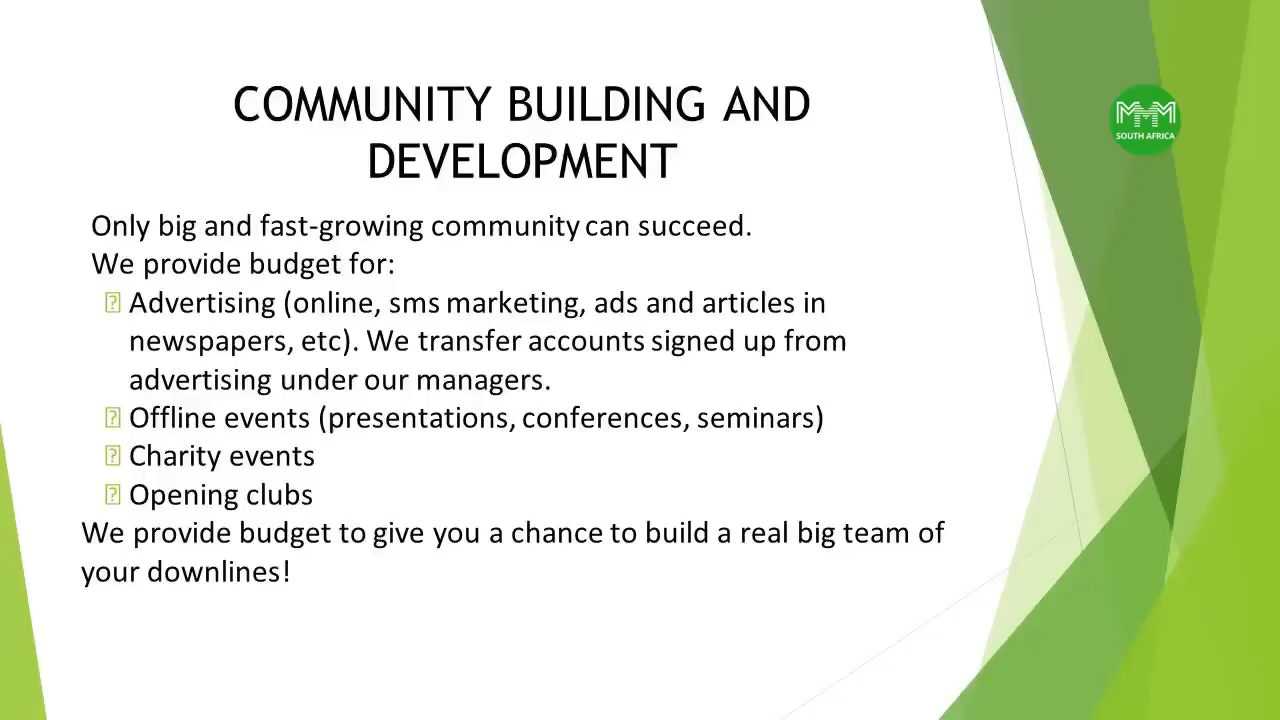 COMMUNITY BUILDING AND
DEVELOPMENT
MMM
SOUTH AFRICA
Only big and fast-growing community can succeed.
We provide budget for:
Advertising (online, sms marketing, ads and articles in
newspapers, etc). We transfer accounts signed up from
advertising under our managers.
Offline events (presentations, conferences, seminars)
Charity events
Opening clubs
We provide budget to give you a chance to build a real big team of
your downlines!